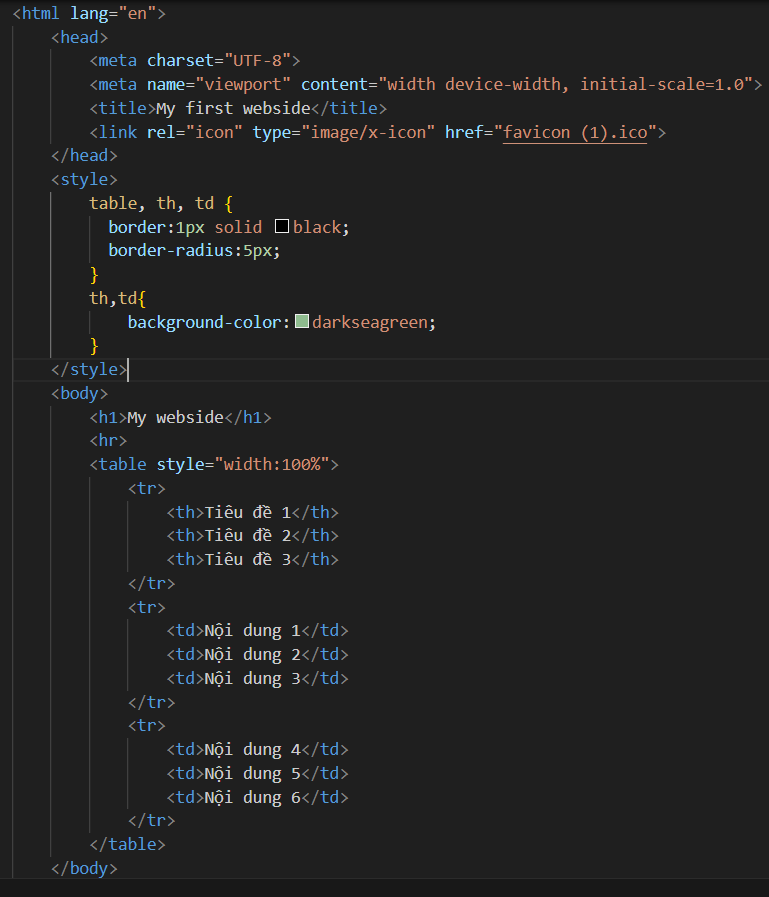 <html lang="en">
<head>
<meta charset="UTF-8">
<meta name="viewport" content="width device-width, initial-scale=1.0">
<title>My first webside</title>
<link rel="icon" type="image/x-icon" href="favicon (1).ico">
</head>
<style>
table, th, td {
border:1px solid black;
border-radius:5px;
}
th,td{
background-color:darkseagreen;
}
</style>
<body>
<h1>My webside</h1>
<hr>
<table style="width:100%">
<tr>
<th>Tiêu đề 1</th>
<th>Tiêu đề 2</th>
<th>Tiêu đề 3</th>
</tr>
<tr>
<td>Nội dung 1</td>
<td>Nội dung 2</td>
<td>Nội dung 3</td>
</tr>
<tr>
<td>Nội dung 4</td>
<td>Nội dung 5</td>
<td>Nội dung 6</td>
</tr>
</table>
</body>